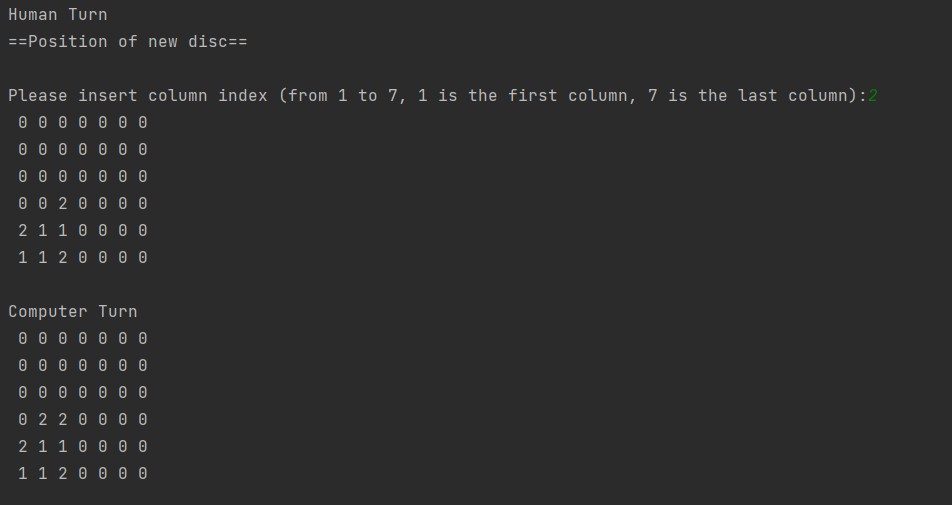 Human Turn
==Position of new disc==
Please insert column index (from 1 to 7, 1 is the first column, 7 is the last column):2
0 0 0 0 0 0 0
0 0 0 0 0 0 0
0 0 0 0 0 0 0
0 0 2 0 0 0 0
2 1 1 0 0 0 0
1 1 2 0 0 0 0
Computer Turn
0 0 0 0 0 0 0
0 0 0 0 0 0 0
0 0 0 0 0 0 0
0 2 2 0 0 0 0
2 1 1 0 0 0 0
1 1 2 0 0 0 0